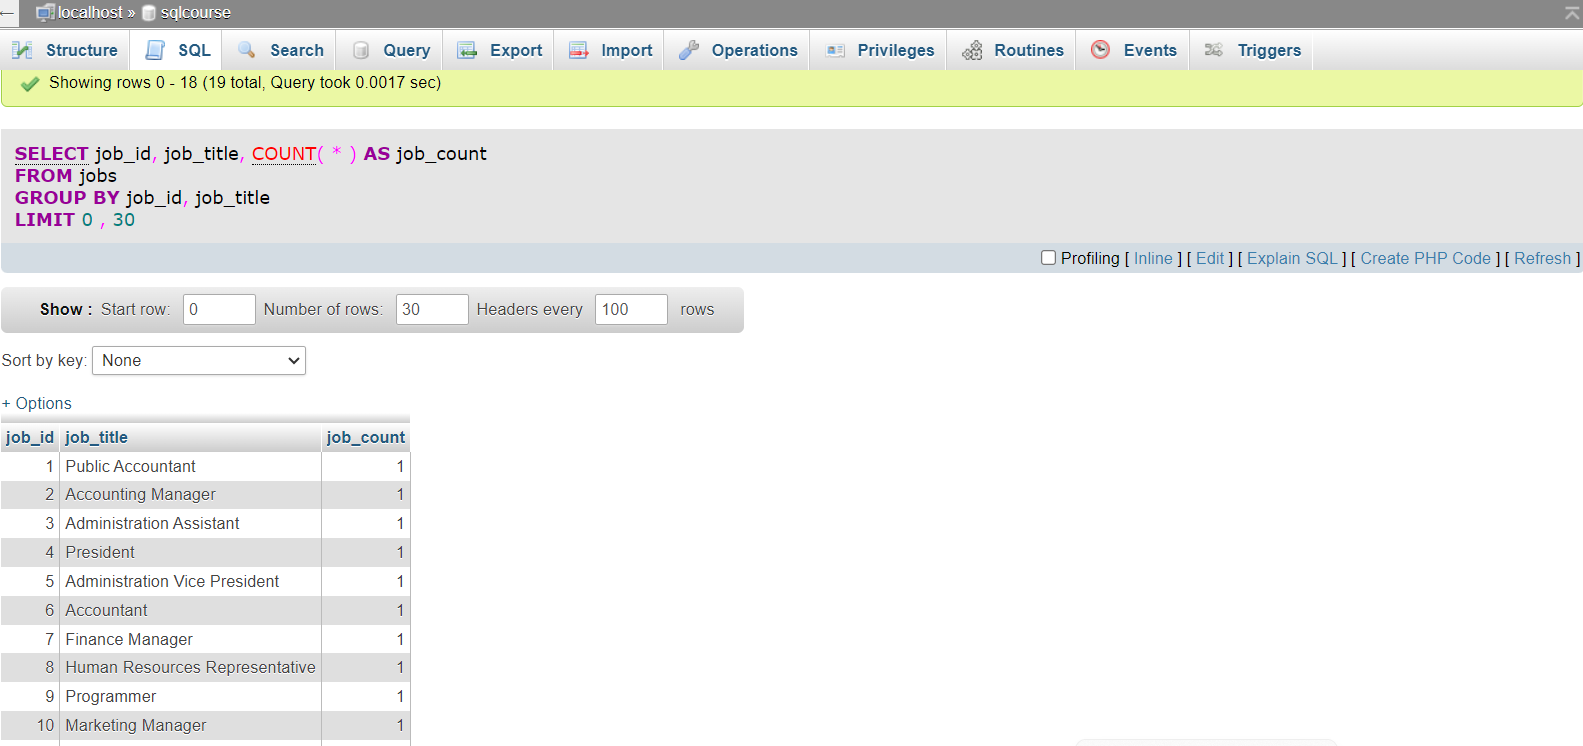 localhost » sqlcourse
Structure SQL Search Query Export Import Operations Privileges Routines Events Triggers
Showing rows 0 - 18 (19 total, Query took 0.0017 sec)
SELECT job_id, job_title, COUNT( * ) AS job_count
FROM jobs
GROUP BY job_id, job_title
LIMIT 0 , 30
Profiling [ Inline ] [ Edit ] [ Explain SQL ] [ Create PHP Code ] [ Refresh ]
Show : Start row: 0 Number of rows: 30 Headers every 100 rows
Sort by key: None
+ Options
job_id job_title job_count
1 Public Accountant 1
2 Accounting Manager 1
3 Administration Assistant 1
4 President 1
5 Administration Vice President 1
6 Accountant 1
7 Finance Manager 1
8 Human Resources Representative 1
9 Programmer 1
10 Marketing Manager 1